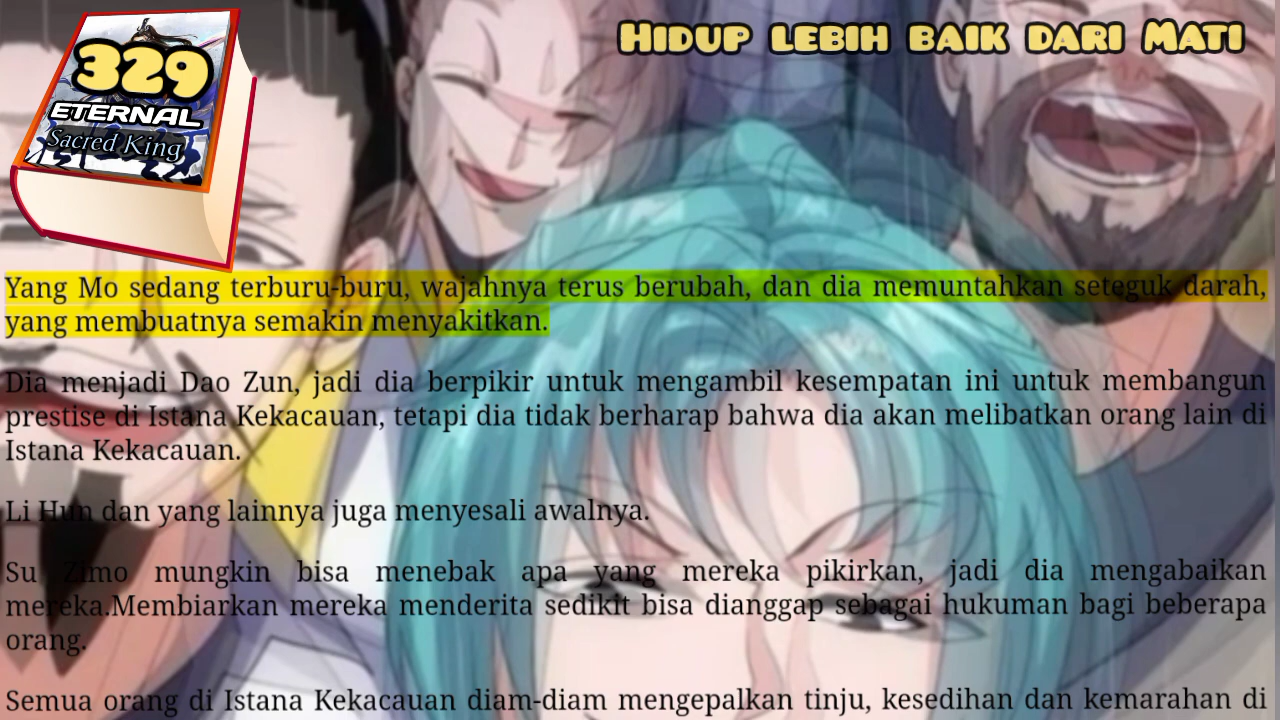 329
ETERNAL
Sacred King
HIDUP LEBIH BAIK DARI MATI
Yang Mo sedang terburu-buru, wajahnya terus berubah, dan dia memuntahkan seteguk darah,
yang membuatnya semakin menyakitkan.
Dia menjadi Dao Zun, jadi dia berpikir untuk mengambil kesempatan ini untuk membangun
prestise di Istana Kekacauan, tetapi dia tidak berharap bahwa dia akan melibatkan orang lain di
Istana Kekacauan.
Li Hun dan yang lainnya juga menyesali awalnya.
Su Zimo mungkin bisa menebak apa yang mereka pikirkan, jadi dia mengabaikan
mereka.Membiarkan mereka menderita sedikit bisa dianggap sebagai hukuman bagi beberapa
orang.
Semua orang di Istana Kekacauan diam-diam mengepalkan tinju, kesedihan dan kemarahan di